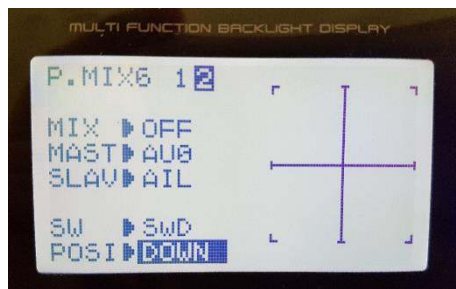 MULTI FUNCTION BACKLIGHT DISPLAY
P.MIX6 1 2
MIX OFF
MAST AU0
SLAV AIL
SW SwD
POSI DOWN